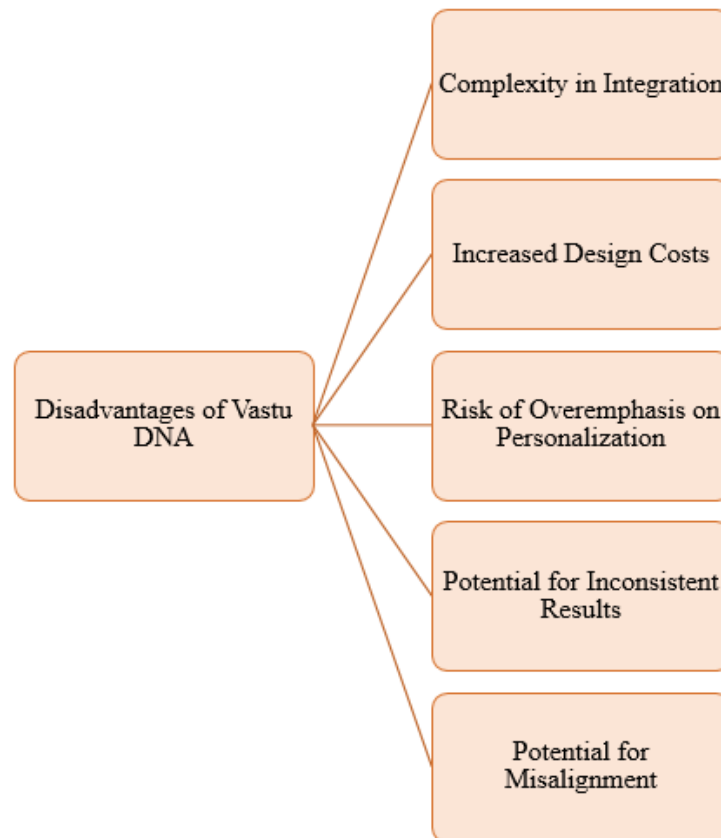 Complexity in Integration
Increased Design Costs
Disadvantages of Vastu
DNA
Risk of Overemphasis on
Personalization
Potential for Inconsistent
Results
Potential for
Misalignment